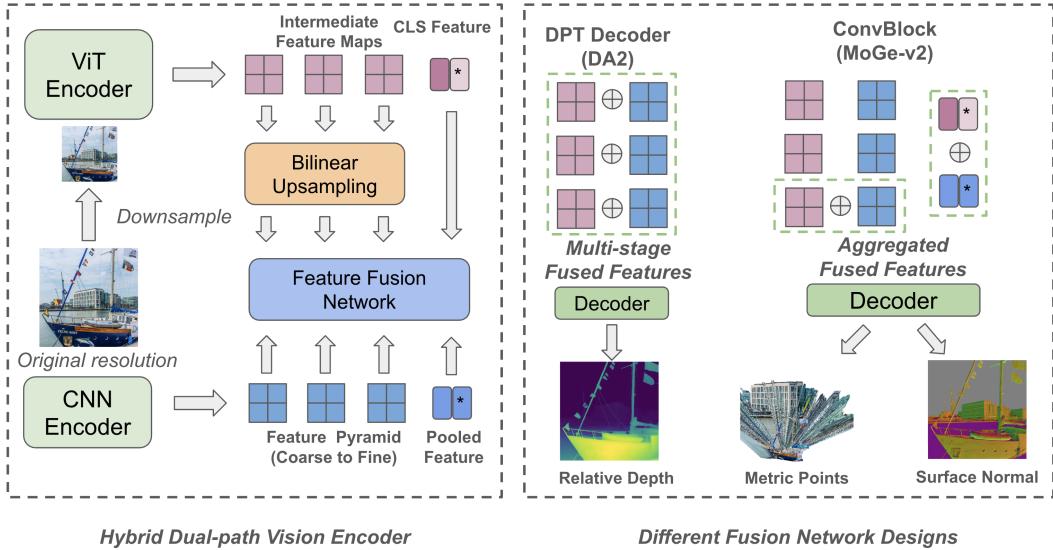 ViT
Encoder
Intermediate
Feature Maps
CLS Feature
*
Bilinear
Upsampling
Downsample
Feature Fusion
Network
Original resolution
CNN
Encoder
*
Feature Pyramid
(Coarse to Fine)
Pooled
Feature
Hybrid Dual-path Vision Encoder
DPT Decoder
(DA2)
Multi-stage
Fused Features
Decoder
Relative Depth
ConvBlock
(MoGe-v2)
*
*
Aggregated
Fused Features
Decoder
Metric Points
Surface Normal
Different Fusion Network Designs